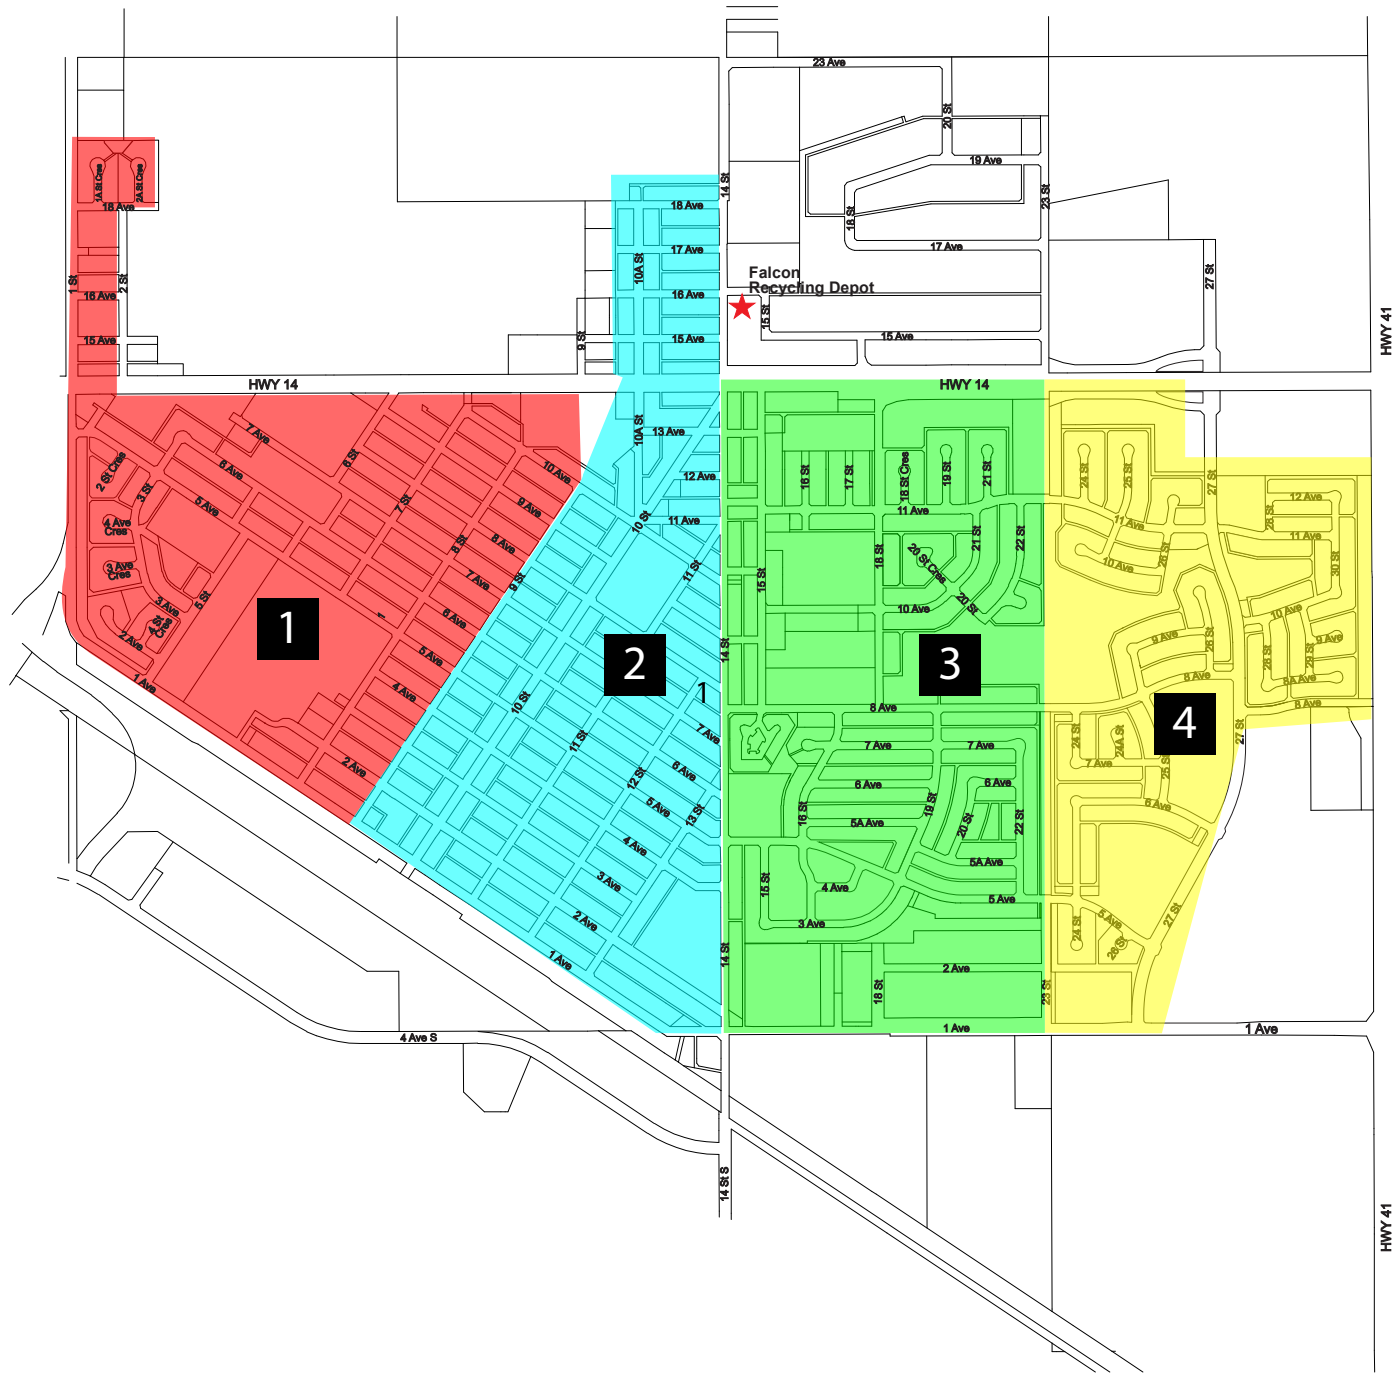 23 Ave
20 St
19 Ave
1A St Cres
2A St Cres
14 St
23 St
18 Ave
18 Ave
18 St
17 Ave
17 Ave
10A St
1 St
2 St
27 St
Falcon
Recycling Depot
16 Ave
16 Ave
15 St
HWY 41
15 Ave
9 St
15 Ave
15 Ave
HWY 14
HWY 14
7 Ave
10A St
13 Ave
8 St
6 Ave
2 St Cres
10 Ave
12 Ave
16 St
17 St
18 St Cres
19 St
21 St
24 St
25 St
27 St
3 St
5 Ave
7 St
9 Ave
10 St
11 Ave
11 Ave
11 Ave
12 Ave
28 St
4 Ave
Cres
8 St
8 Ave
21 St
22 St
11 Ave
18 St
20 St Cres
26 St
30 St
3 Ave
Cres
7 Ave
9 St
11 St
15 St
10 Ave
5 St
3 Ave
1
6 Ave
10 Ave
20 St
10 Ave
4 St
Cres
2 Ave
1
5 Ave
2
14 St
3
9 Ave
26 St
9 Ave
28 St
29 St
1 Ave
4 Ave
1
8 Ave
8A Ave
10 St
8 Ave
8 Ave
4
7 Ave
11 St
7 Ave
7 Ave
24 St
24A St
27 St
2 Ave
6 Ave
12 St
7 Ave
25 St
6 Ave
6 Ave
5 Ave
13 St
16 St
19 St
6 Ave
5A Ave
20 St
22 St
4 Ave
5A Ave
3 Ave
15 St
4 Ave
5 Ave
2 Ave
3 Ave
24 St
5 Ave
27 St
26 St
1 Ave
14 St
2 Ave
18 St
23 St
1 Ave
1 Ave
4 Ave S
14 St S
HWY 41